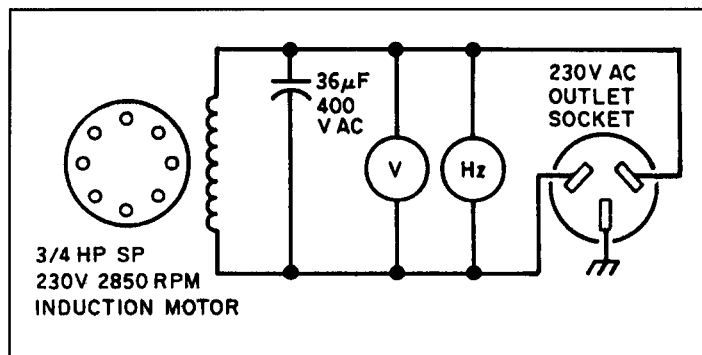 36μF
400
V AC
230V AC
OUTLET
SOCKET
V
Hz
3/4 HP SP
230V 2850 RPM
INDUCTION MOTOR